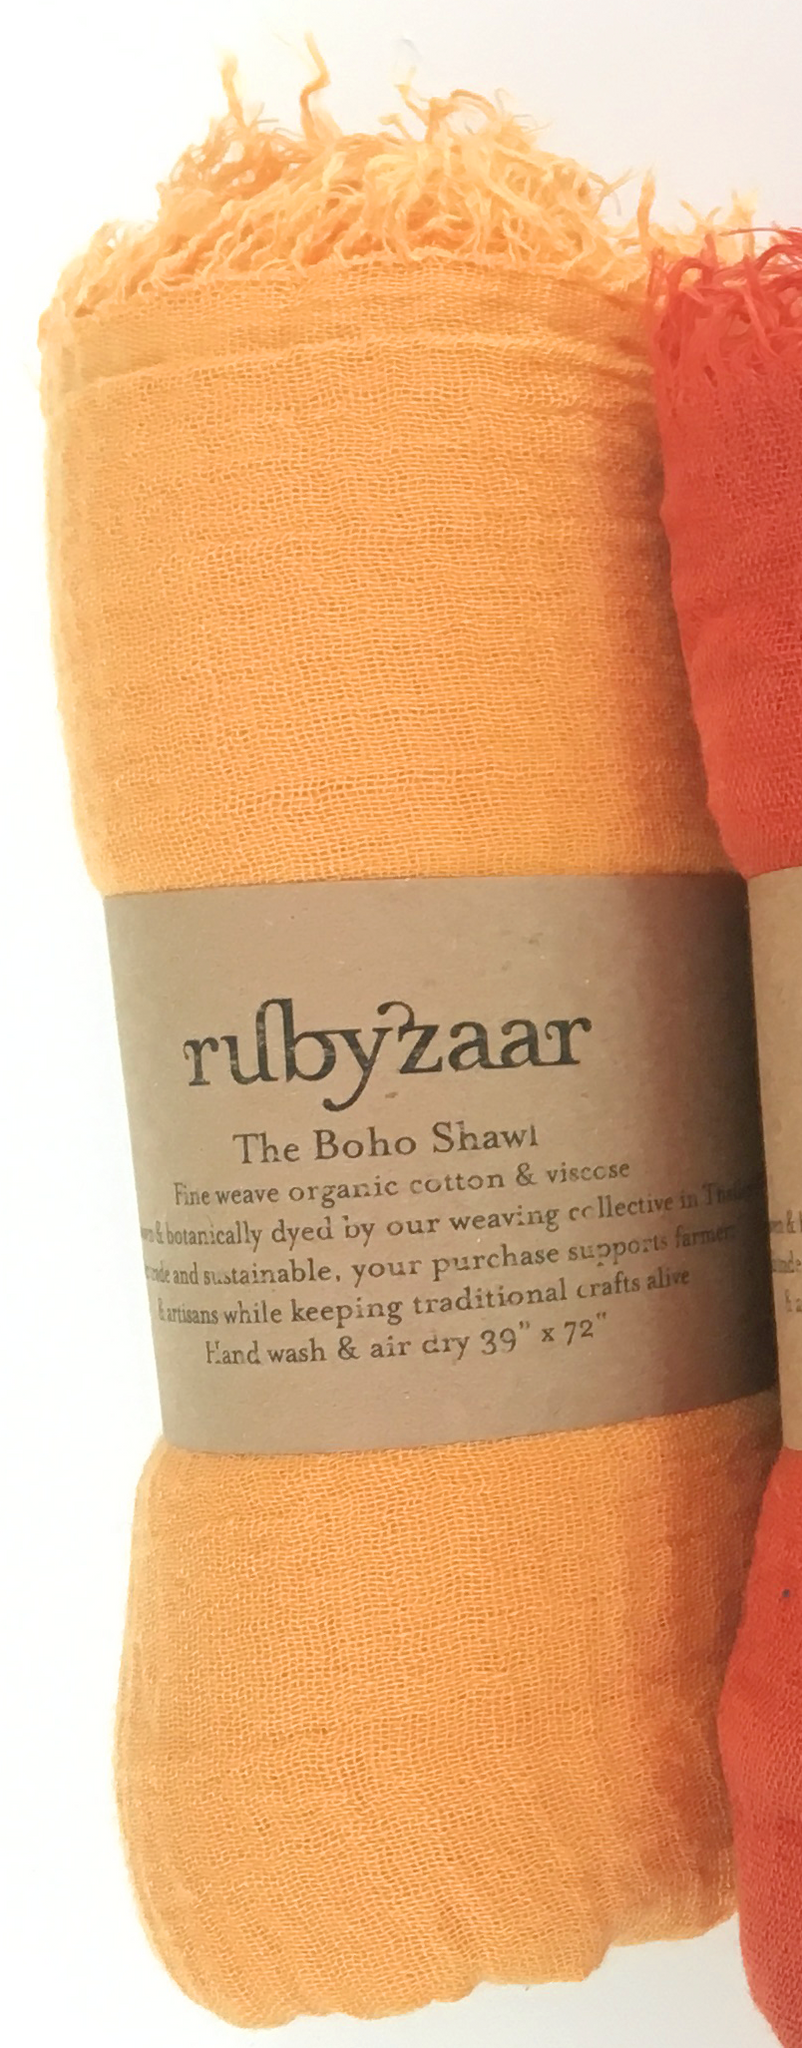 rubyzaar
The Boho Shawl
Fine weave organic cotton & viscose
& botanically dyed by our weaving collective in
and sustainable, your purchase supports farmers
& artisans while keeping traditional crafts alive
Hand wash & air dry 39" x 72"